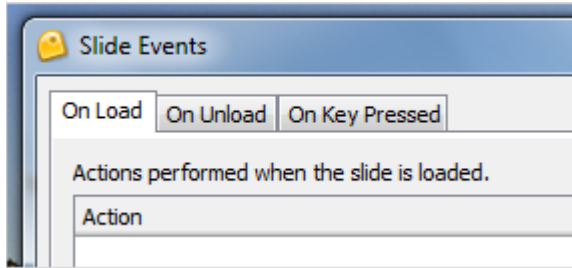 Slide Events
On Load On Unload On Key Pressed
Actions performed when the slide is loaded.
Action